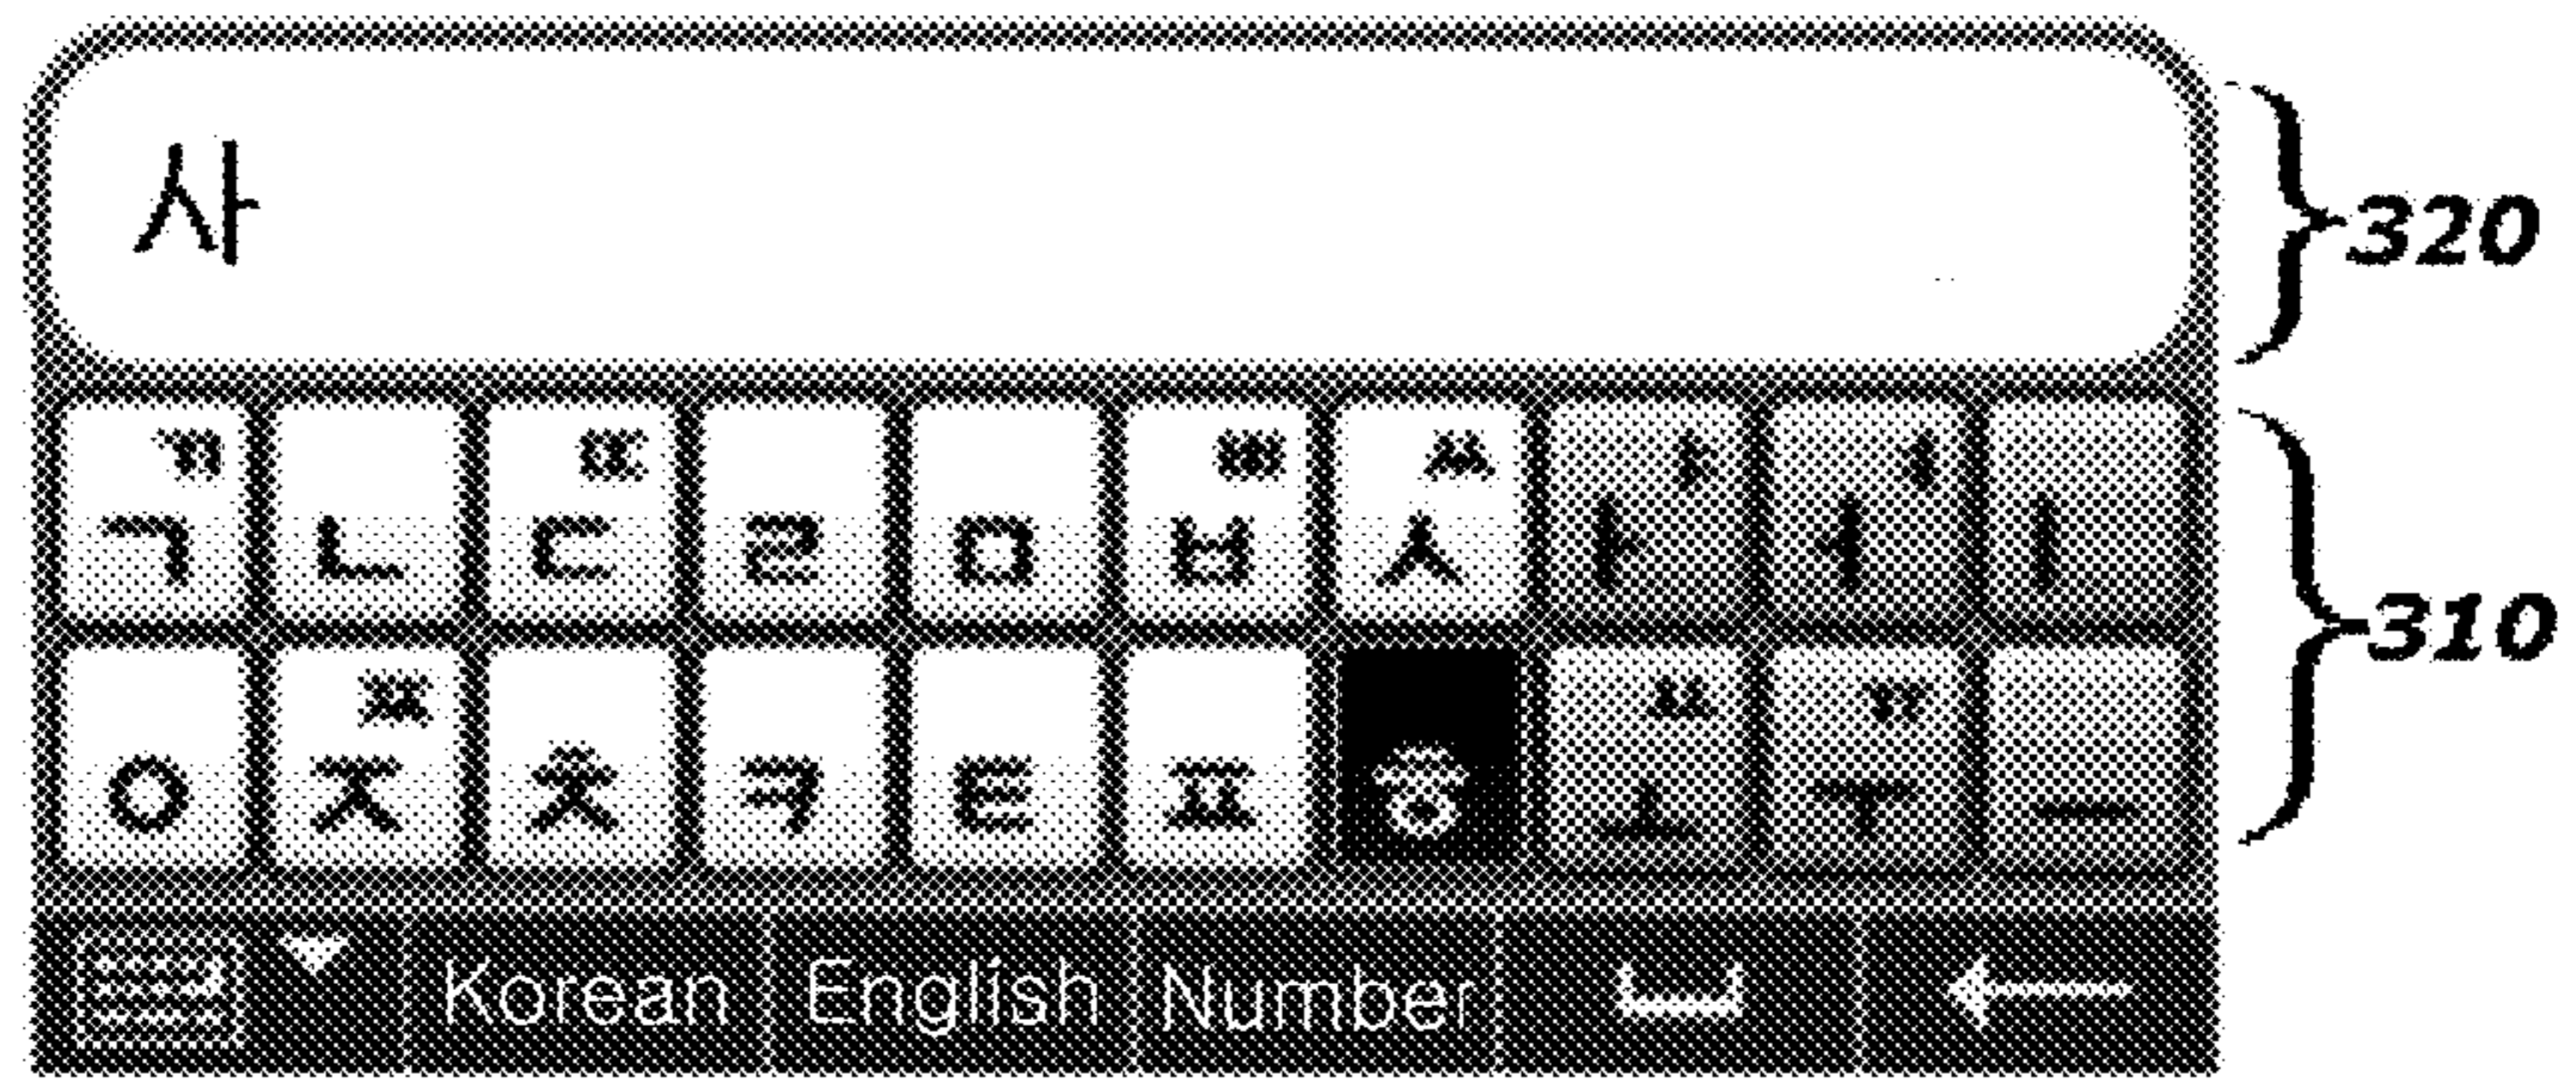 사
320
ㄲ ㄸ ㅃ ㅆ ㅑ ㅕ
ㄱ ㄴ ㄷ ㄹ ㅁ ㅂ ㅅ ㅏ ㅓ ㅣ
310
ㅉ ㅛ ㅠ
ㅇ ㅈ ㅊ ㅋ ㅌ ㅍ ㅎ ㅗ ㅜ ㅡ
Korean English Number